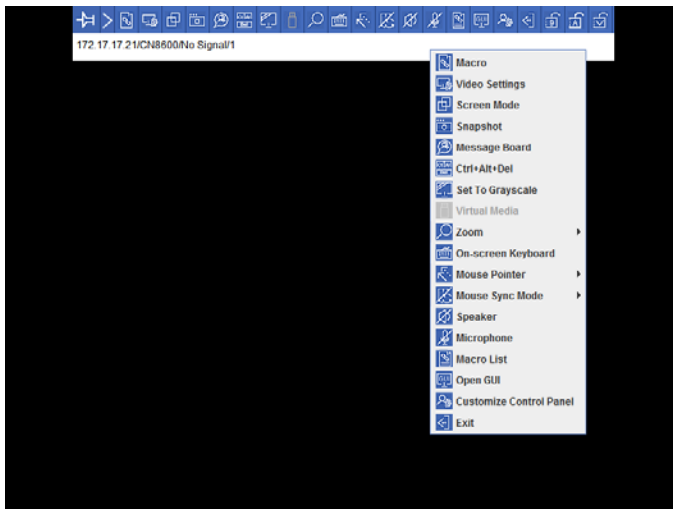 172.17.17.21/CN8600/No Signal/1
Macro
Video Settings
Screen Mode
Snapshot
Message Board
Ctrl+Alt+Del
Set To Grayscale
Virtual Media
Zoom
On-screen Keyboard
Mouse Pointer
Mouse Sync Mode
Speaker
Microphone
Macro List
Open GUI
Customize Control Panel
Exit